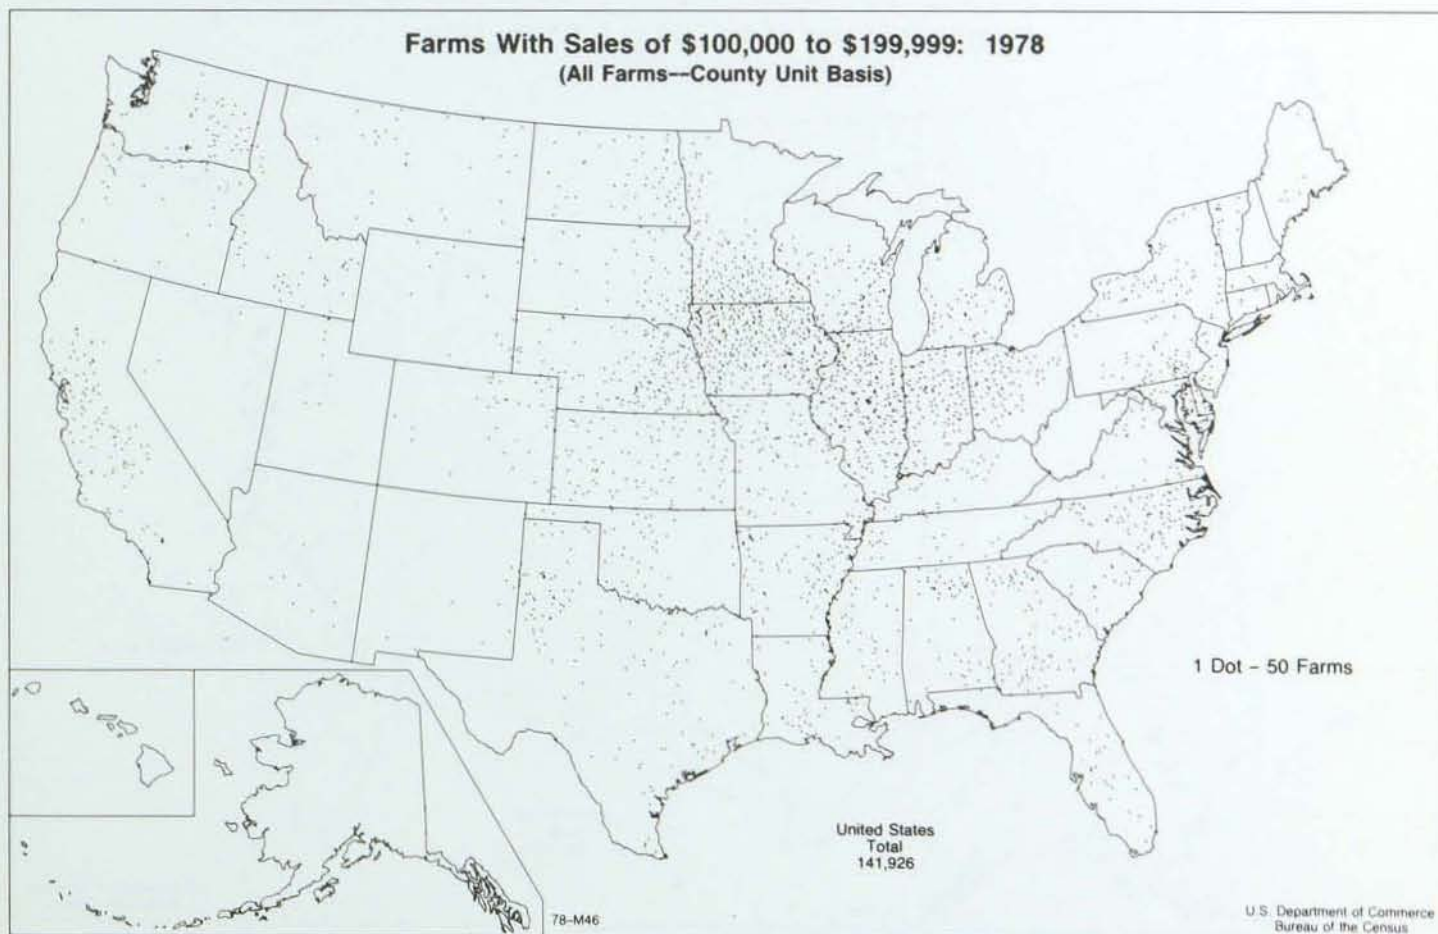 Farms With Sales of $100,000 to $199,999: 1978
(All Farms--County Unit Basis)
1 Dot - 50 Farms
United States
Total
141,926
78-M46
U.S. Department of Commerce
Bureau of the Census